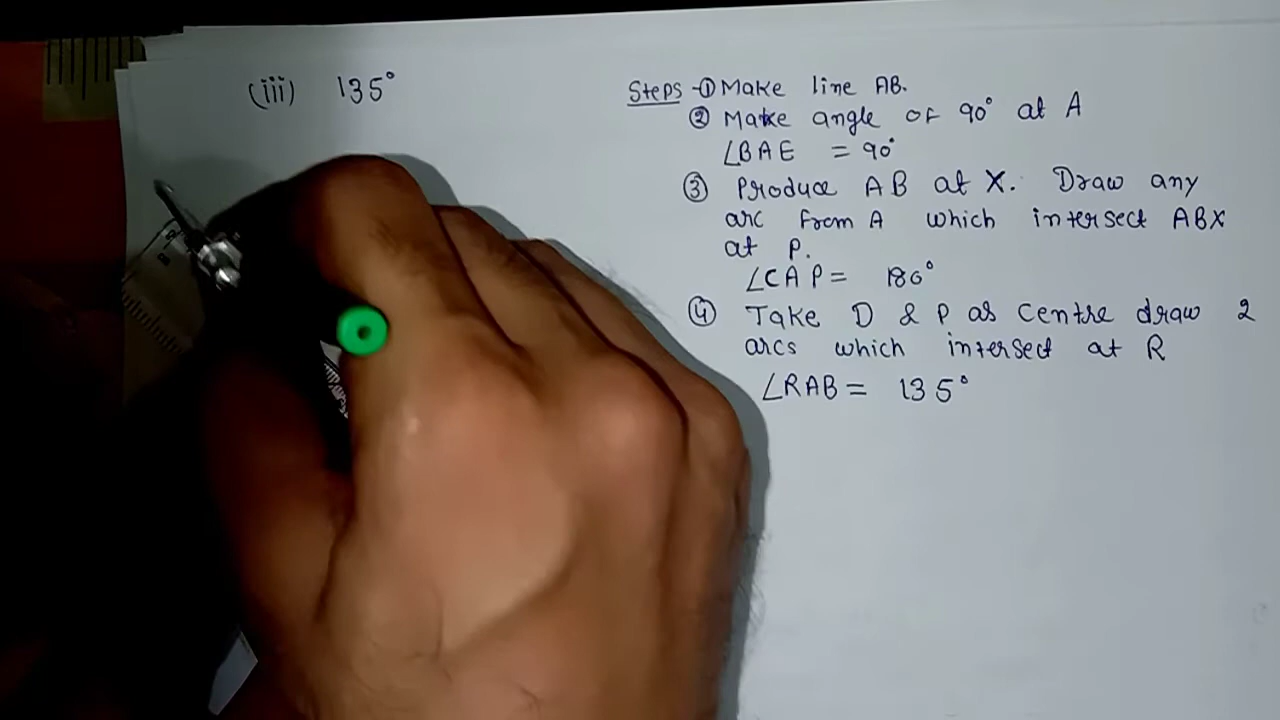 (iii) 135°
Steps - ① Make line AB.
② Make angle of 90° at A
∠BAE = 90°
③ Produce AB at X. Draw any
arc from A which intersect ABX
at P.
∠CAP = 180°
④ Take D & P as centre draw 2
arcs which intersect at R
∠RAB = 135°